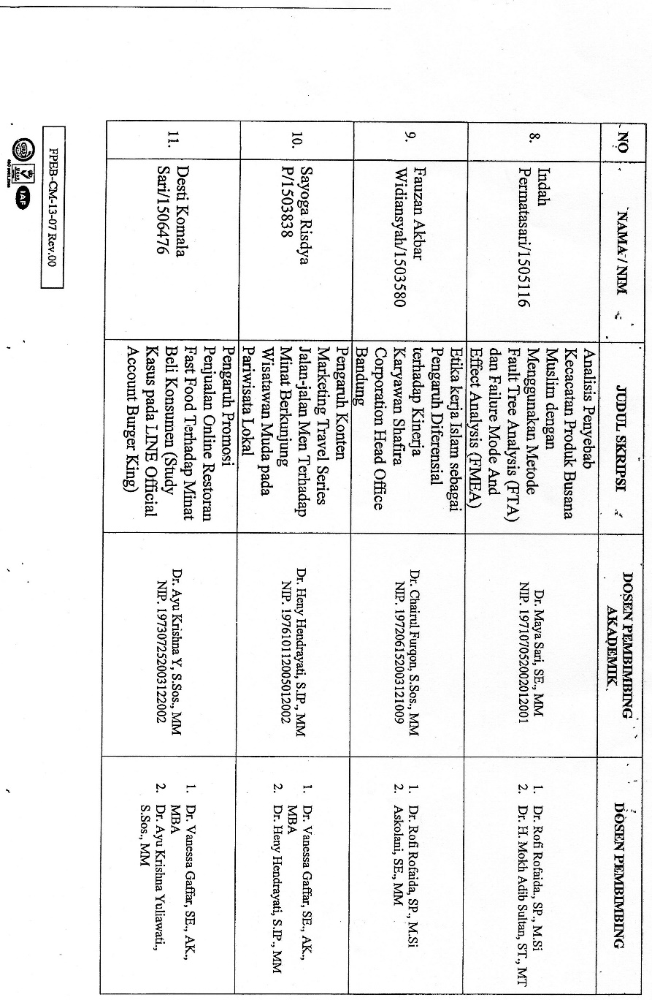 NO
NAMA / NIM
JUDUL SKRIPSI
DOSEN PEMBIMBING
AKADEMIK
DOSEN PEMBIMBING
8.
Indah
Permatasari/1505116
Analisis Penyebab
Kecacatan Produk Busana
Muslim dengan
Menggunakan Metode
Fault Tree Analysis (FTA)
dan Failure Mode And
Effect Analysis (FMEA)
Dr. Maya Sari, SE., MM
NIP. 197107052002012001
1. Dr. Rofi Rofaida., SP., M.Si
2. Dr. H. Mokh Adib Sultan, ST., MT
9.
Fauzan Akbar
Widiansyah/1503580
Etika kerja Islam sebagai
Pengaruh Diferensial
terhadap Kinerja
Karyawan Shafira
Corporation Head Office
Bandung
Dr. Chairul Furqon, S.Sos., MM
NIP. 197206152003121009
1. Dr. Rofi Rofaida, SP., M.Si
2. Askolani, SE., MM
10.
Sayoga Risdya
P/1503838
Pengaruh Konten
Marketing Travel Series
Jalan-jalan Men Terhadap
Minat Berkunjung
Wisatawan Muda pada
Pariwisata Lokal
Dr. Heny Hendrayati, S.IP., MM
NIP. 197610112005012002
1. Dr. Vanessa Gaffar, SE., AK.,
MBA
2. Dr. Heny Hendrayati, S.IP., MM
11.
Desti Komala
Sari/1506476
Pengaruh Promosi
Penjualan Online Restoran
Fast Food Terhadap Minat
Beli Konsumen (Study
Kasus pada LINE Official
Account Burger King)
Dr. Ayu Krishna Y, S.Sos., MM
NIP. 197307252003122002
1. Dr. Vanessa Gaffar, SE., AK.,
MBA
2. Dr. Ayu Krishna Yuliawati.,
S.Sos., MM
FPEB-CM-13-07 Rev.00
IAF